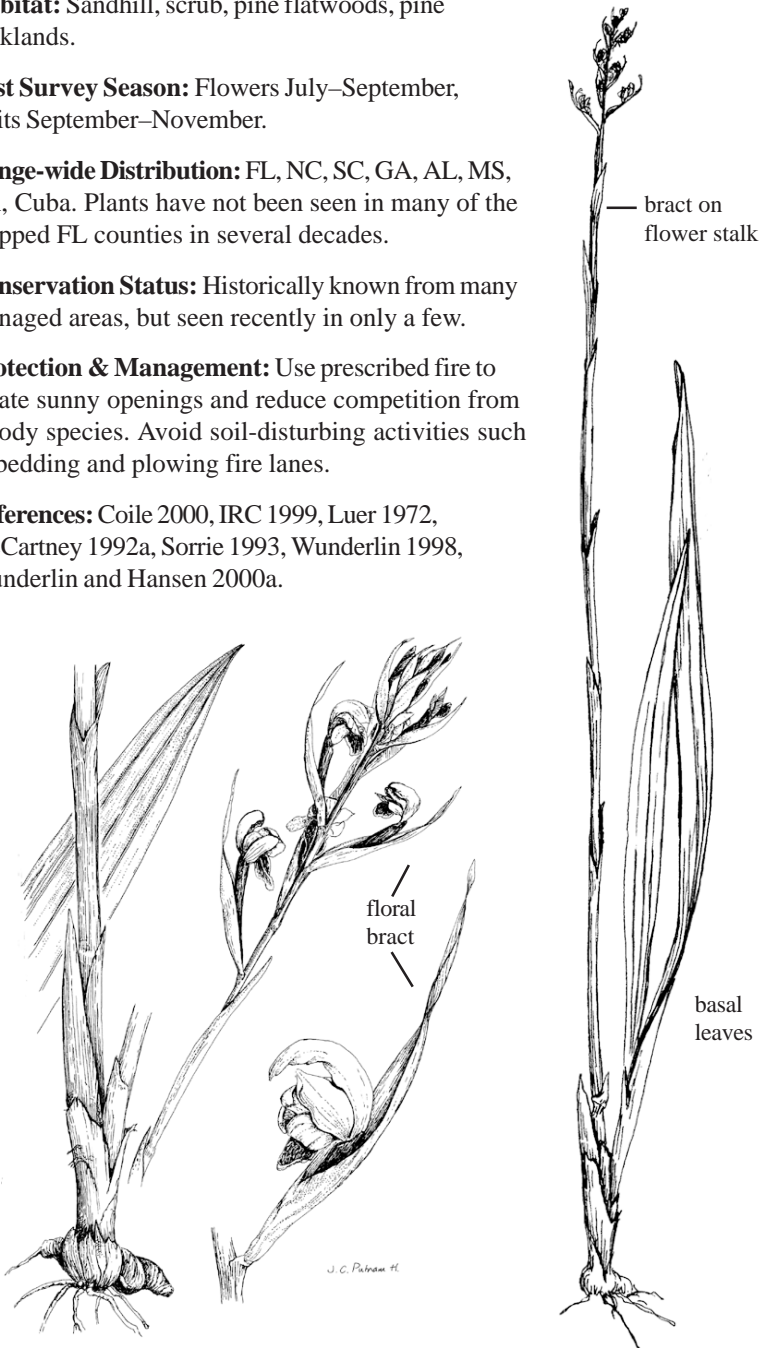 bitat: Sandhill, scrub, pine flatwoods, pine
klands.
st Survey Season: Flowers July–September,
its September–November.
nge-wide Distribution: FL, NC, SC, GA, AL, MS,
, Cuba. Plants have not been seen in many of the
pped FL counties in several decades.
nservation Status: Historically known from many
naged areas, but seen recently in only a few.
otection & Management: Use prescribed fire to
ate sunny openings and reduce competition from
ody species. Avoid soil-disturbing activities such
bedding and plowing fire lanes.
ferences: Coile 2000, IRC 1999, Luer 1972,
Cartney 1992a, Sorrie 1993, Wunderlin 1998,
underlin and Hansen 2000a.
bract on
flower stalk
floral
bract
basal
leaves
J.C. Putnam H.